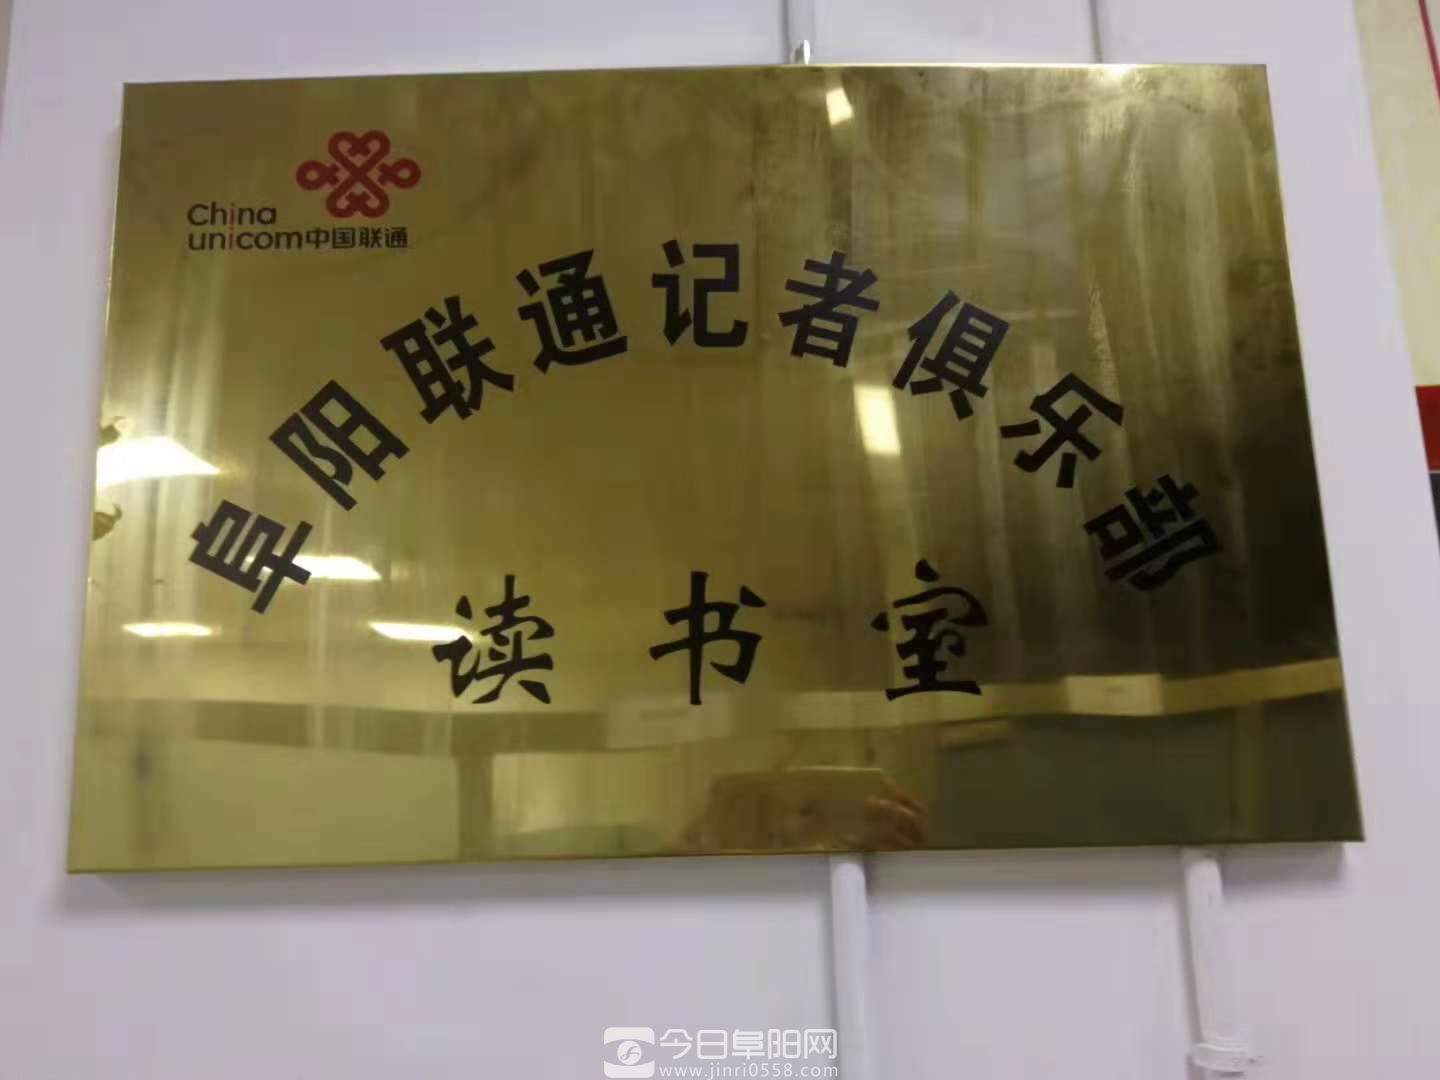 China
unicom中国联通
阜阳联通记者俱乐部
读书室
今日阜阳网
www.jinri0558.com